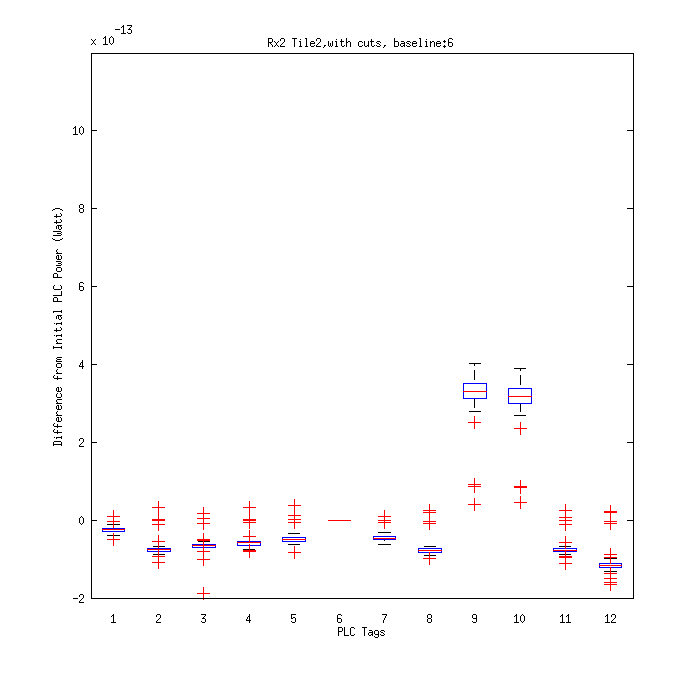 x 10-13
Rx2 Tile2,with cuts, baseline:6
Difference from Initial PLC Power (Watt)
10
8
6
4
2
0
-2
1 2 3 4 5 6 7 8 9 10 11 12
PLC Tags